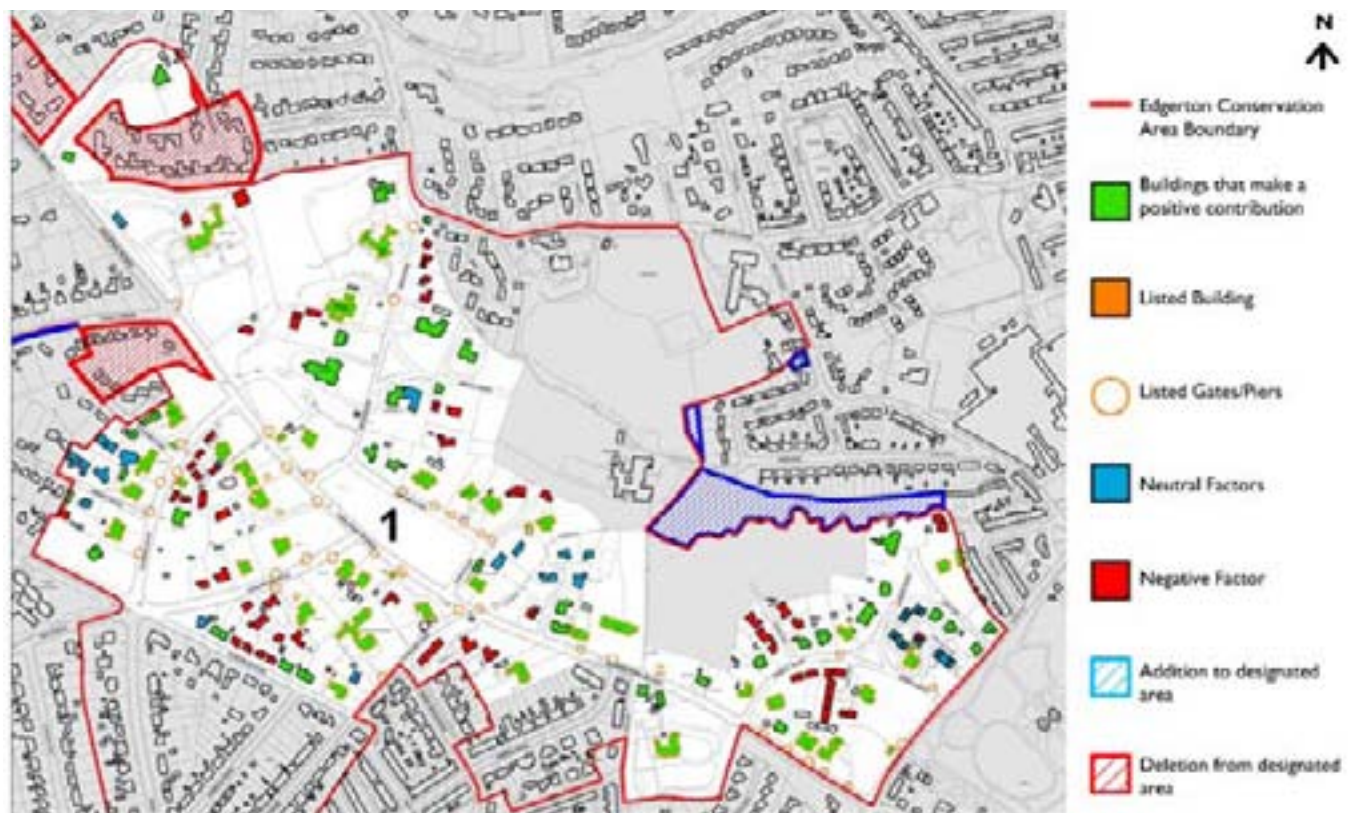 N
Edgerton Conservation
Area Boundary
Buildings that make a
positive contribution
Listed Building
Listed Gates/Piers
Neutral Factors
Negative Factor
Addition to designated
area
Deletion from designated
area
1